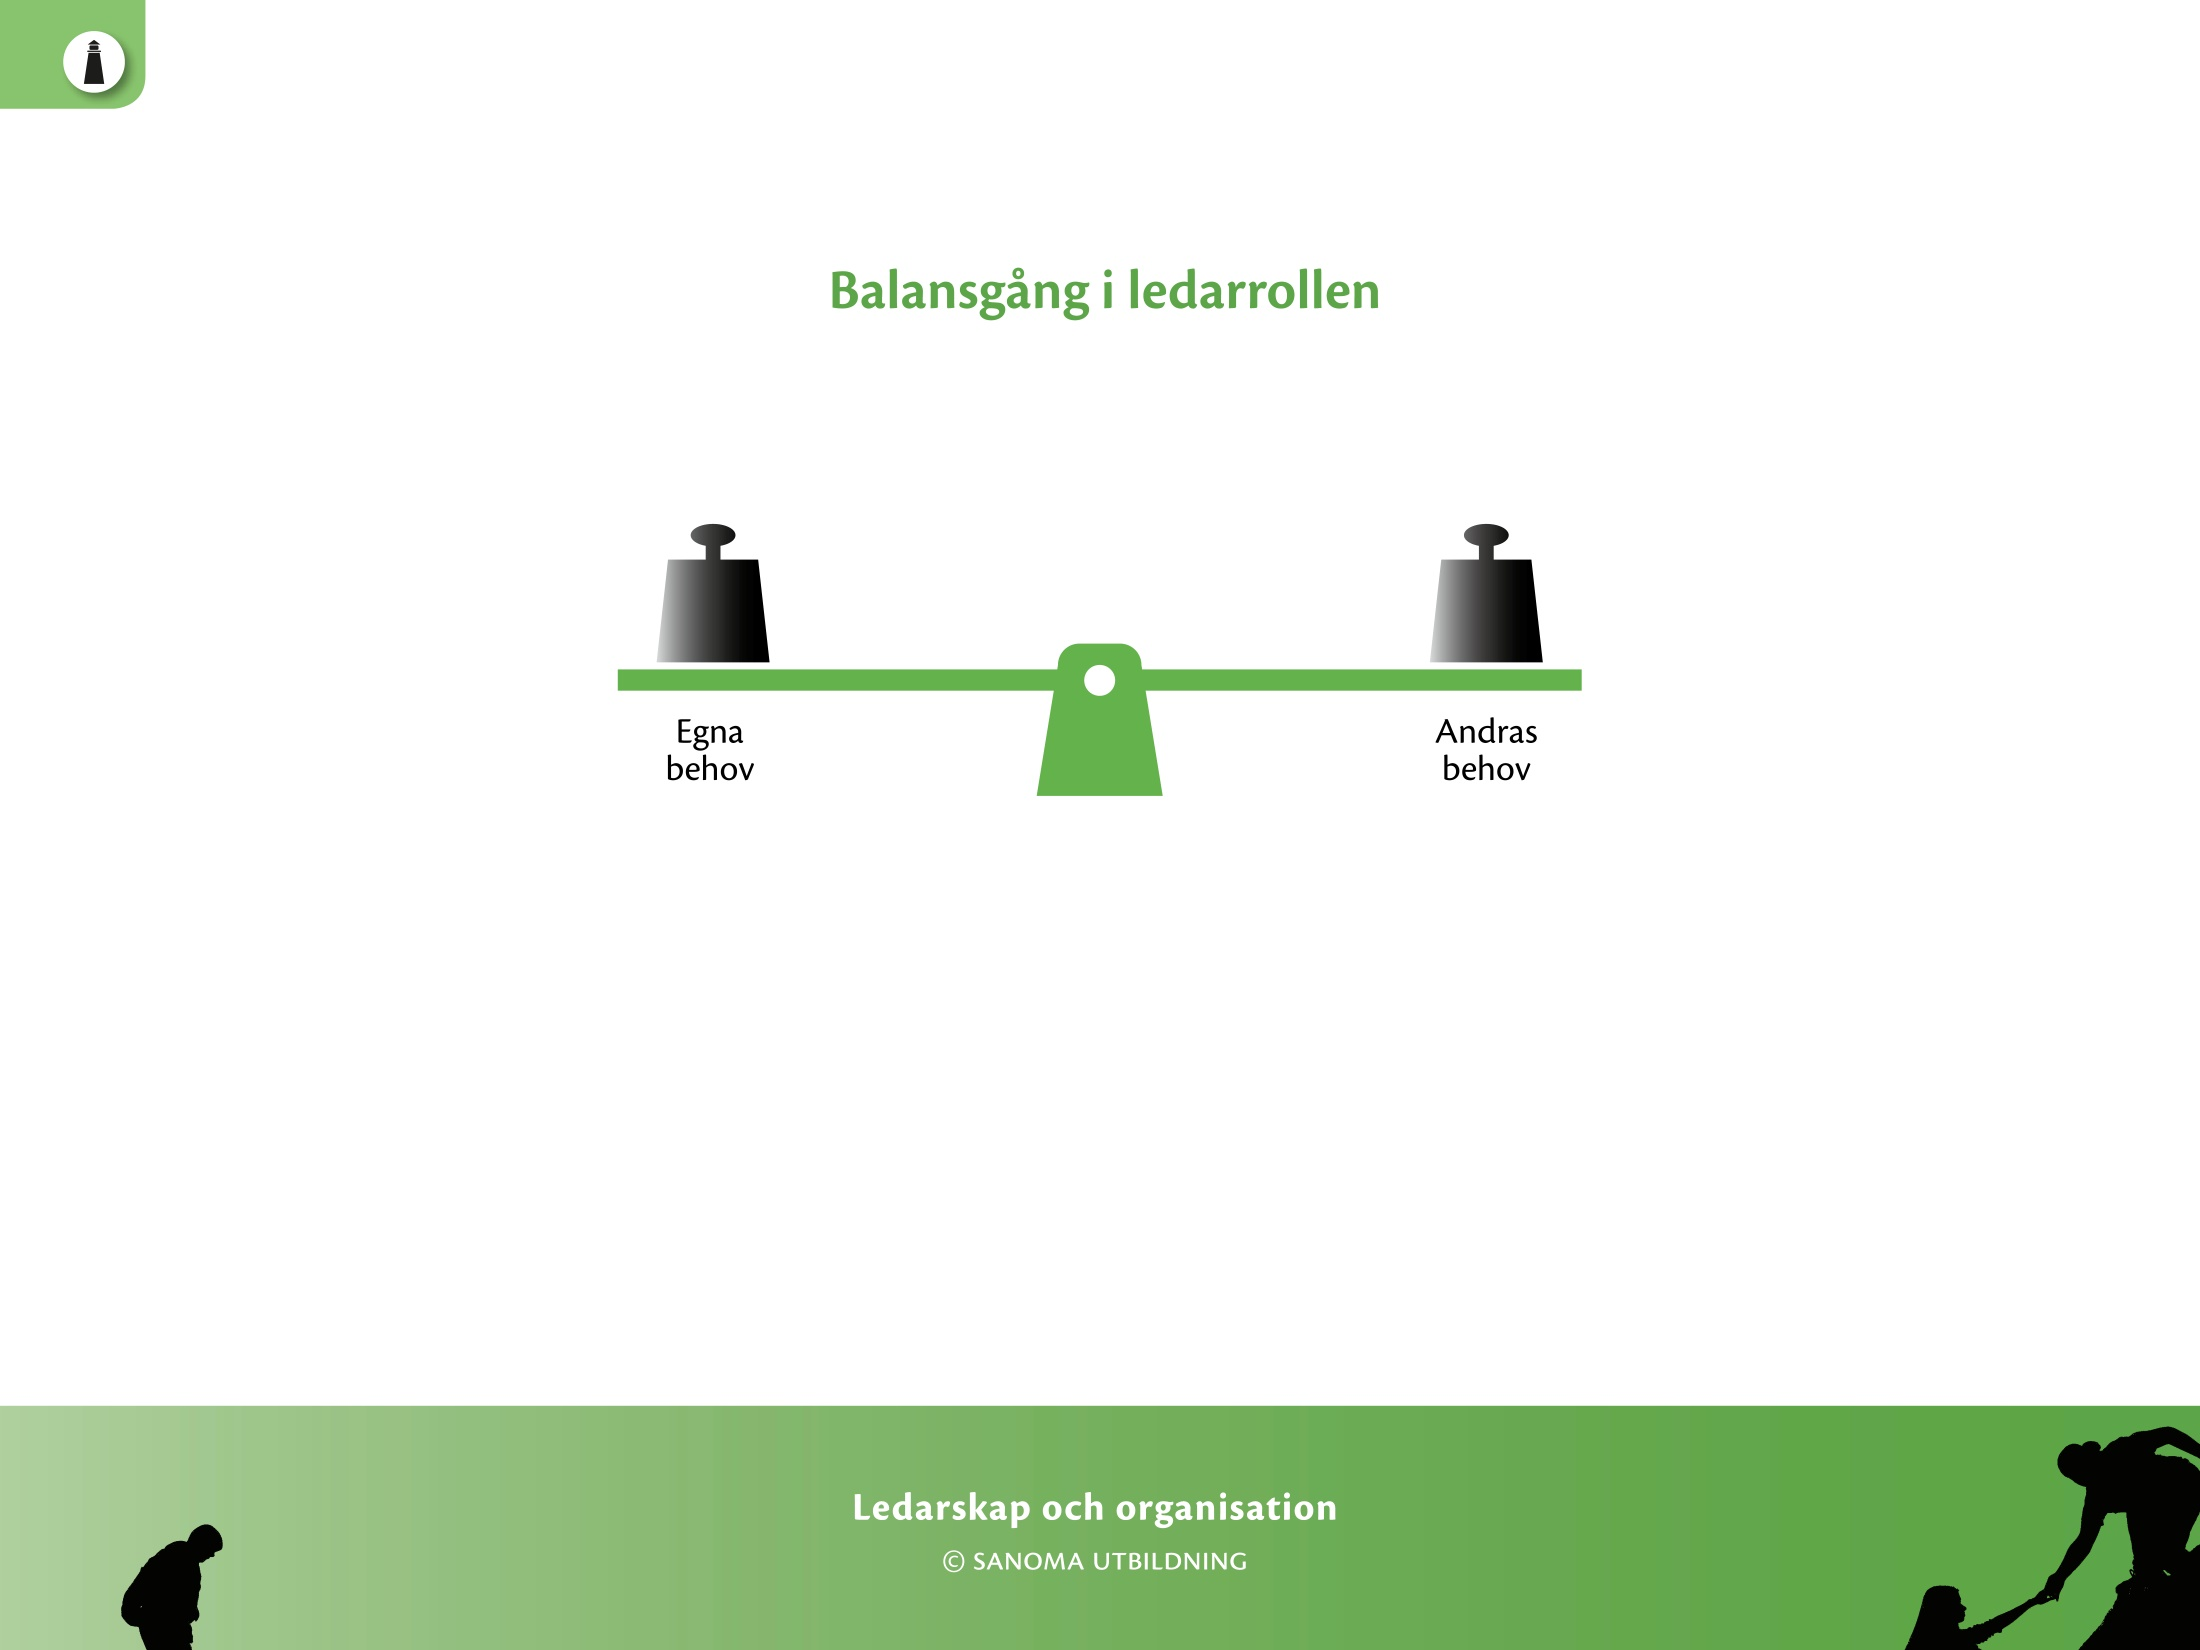 Balansgång i ledarrollen
Egna
behov
Andras
behov
Ledarskap och organisation
© SANOMA UTBILDNING